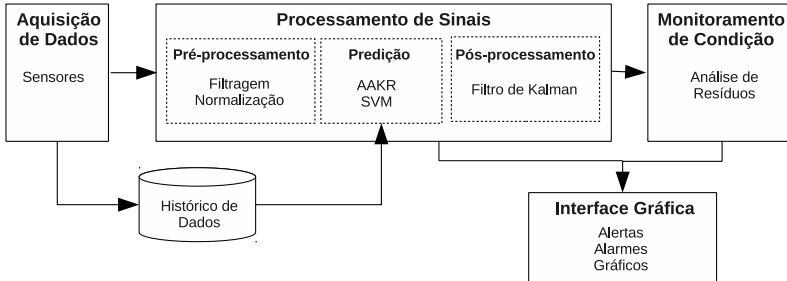 Aquisição
de Dados
Sensores
Processamento de Sinais
Pré-processamento
Filtragem
Normalização
Predição
AAKR
SVM
Pós-processamento
Filtro de Kalman
Monitoramento
de Condição
Análise de
Resíduos
Histórico de
Dados
Interface Gráfica
Alertas
Alarmes
Gráficos